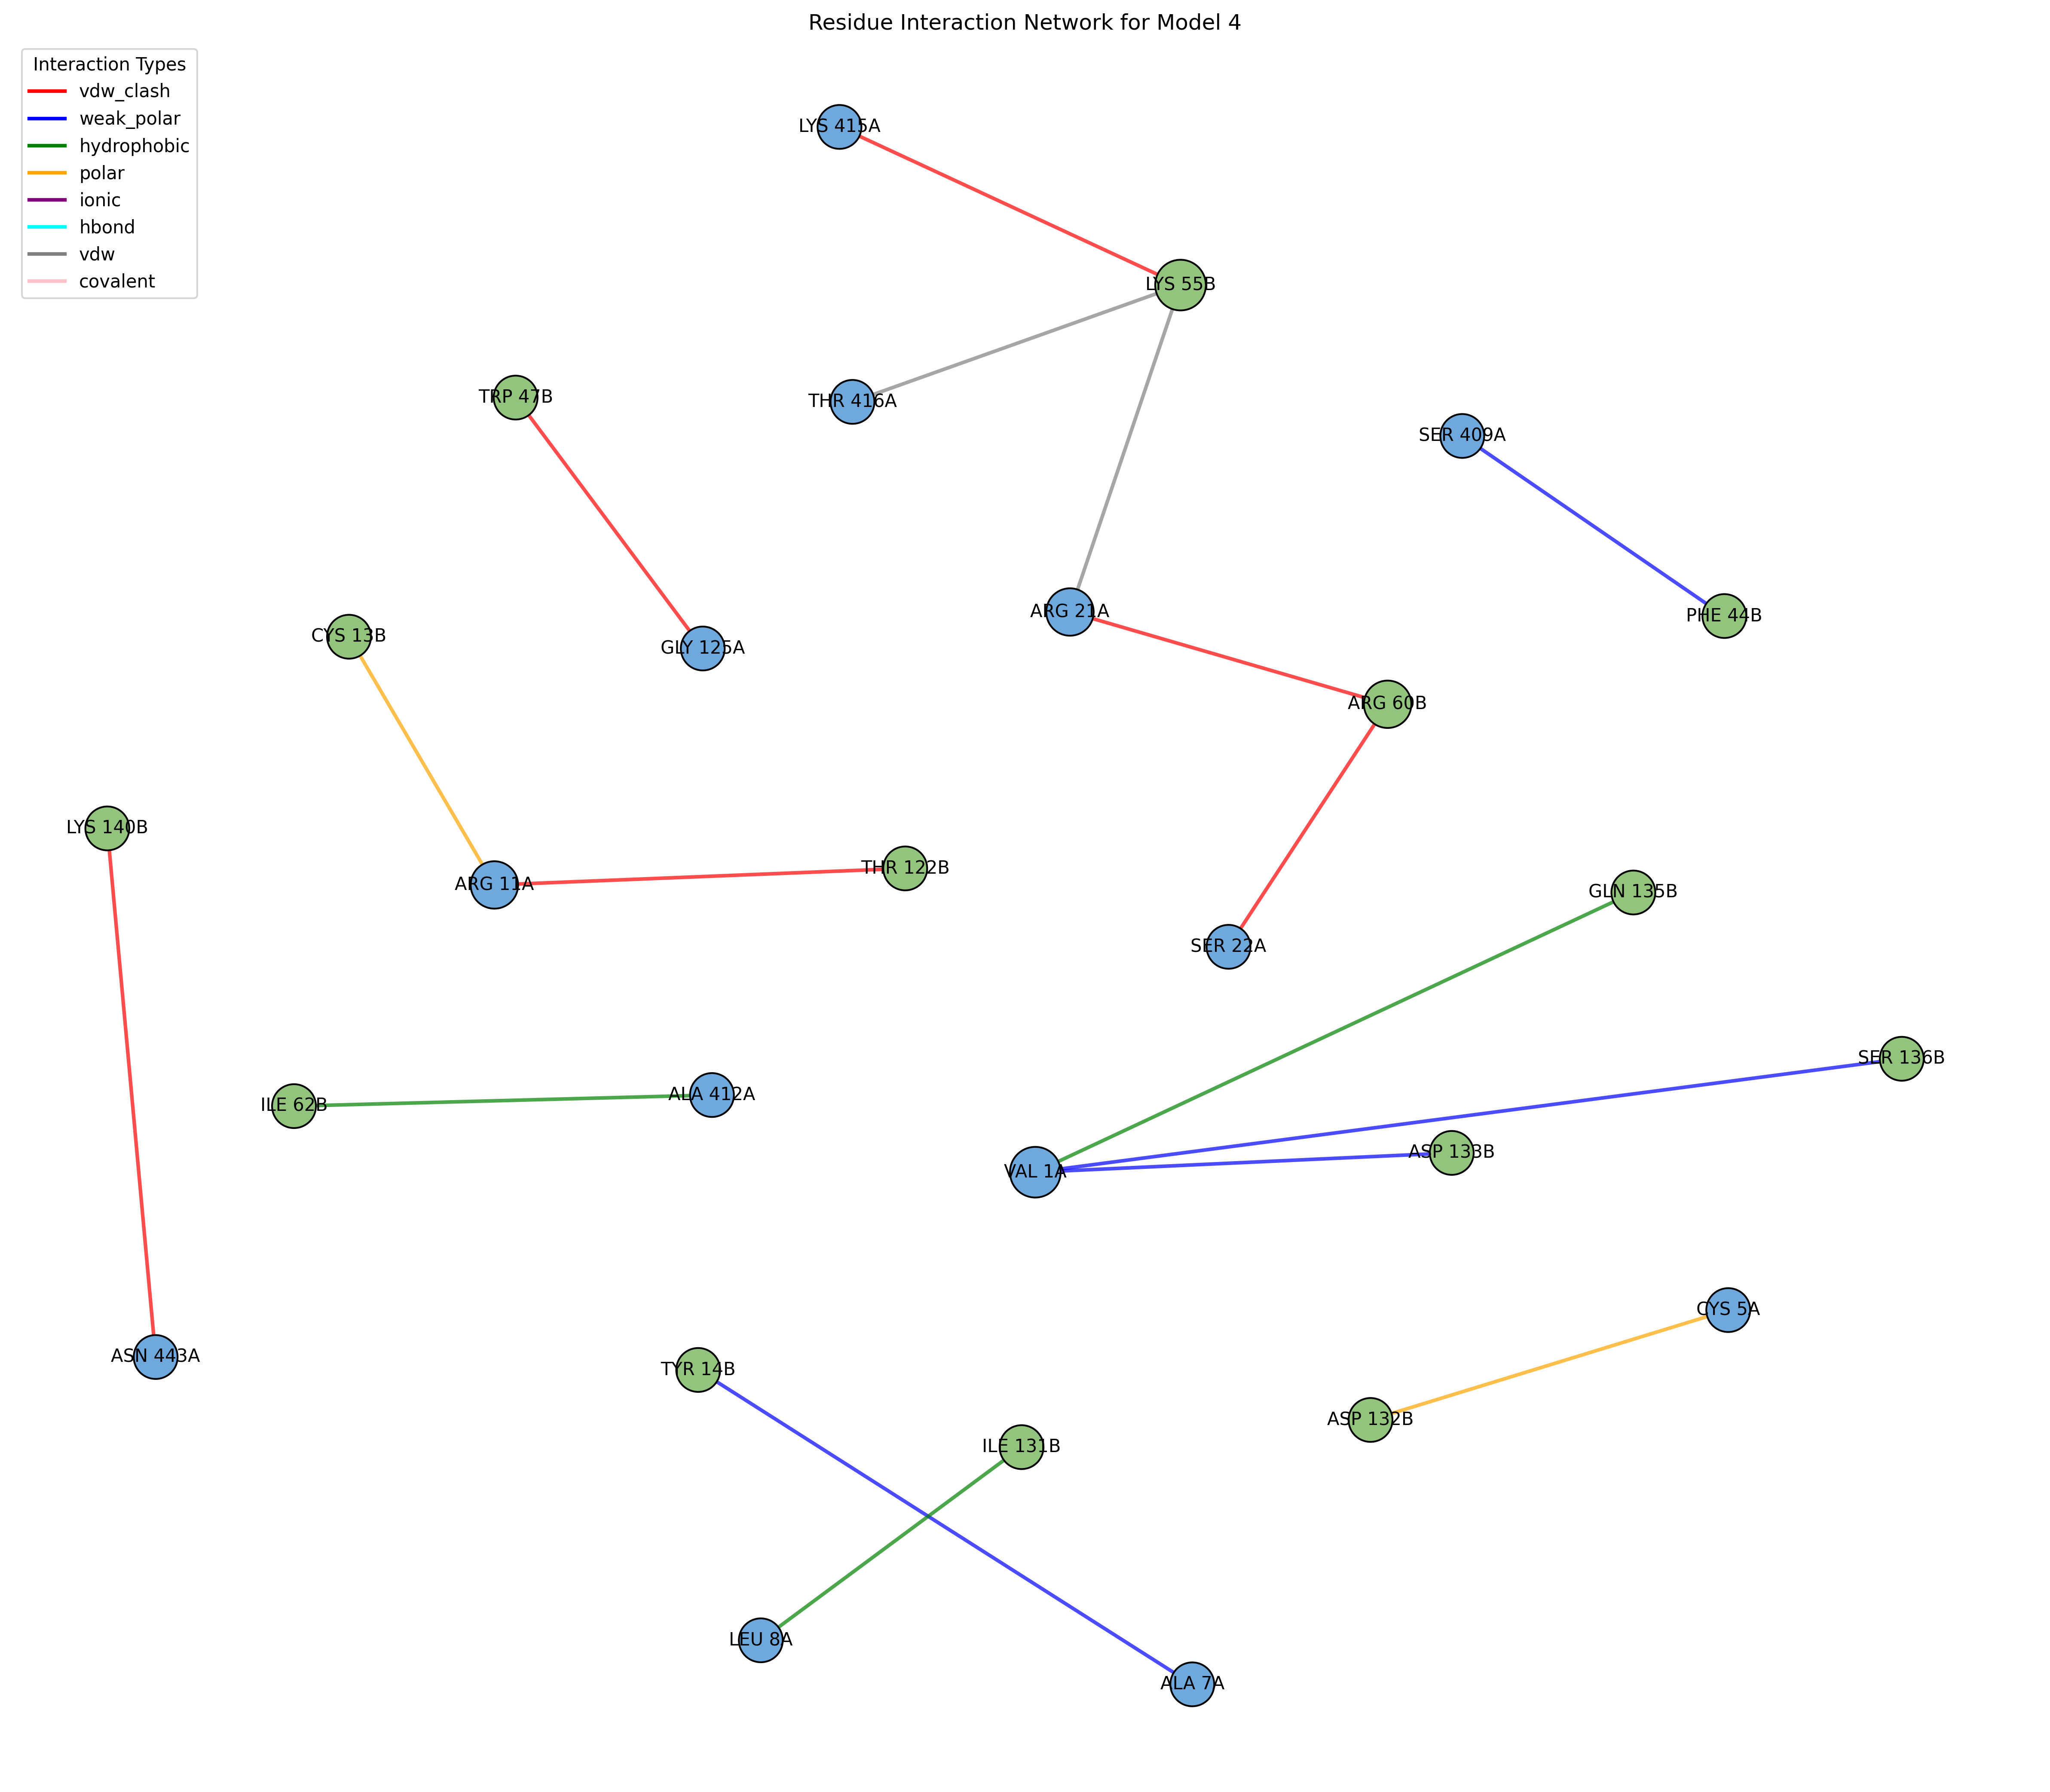 Residue Interaction Network for Model 4
Interaction Types
vdw_clash
weak_polar
hydrophobic
polar
ionic
hbond
vdw
covalent
LYS 415A
LYS 55B
TRP 47B
THR 416A
SER 409A
ARG 21A
PHE 44B
CYS 13B
GLY 125A
ARG 60B
LYS 140B
THR 122B
ARG 11A
GLN 135B
SER 22A
SER 136B
ALA 412A
ILE 62B
ASP 133B
VAL 1A
CYS 5A
ASN 443A
TYR 14B
ASP 132B
ILE 131B
LEU 8A
ALA 7A